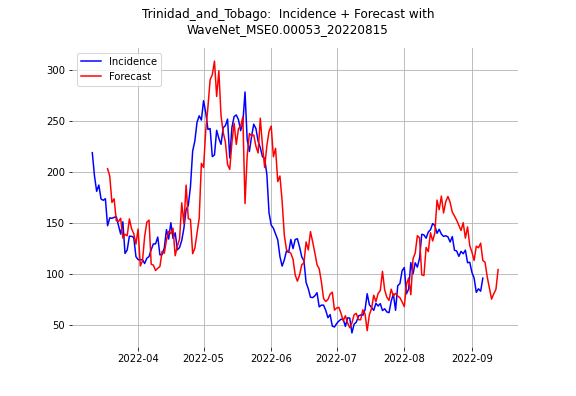 Trinidad_and_Tobago:  Incidence + Forecast with
WaveNet_MSE0.00053_20220815
Incidence
Forecast
300
250
200
150
100
50
2022-04 2022-05 2022-06 2022-07 2022-08 2022-09